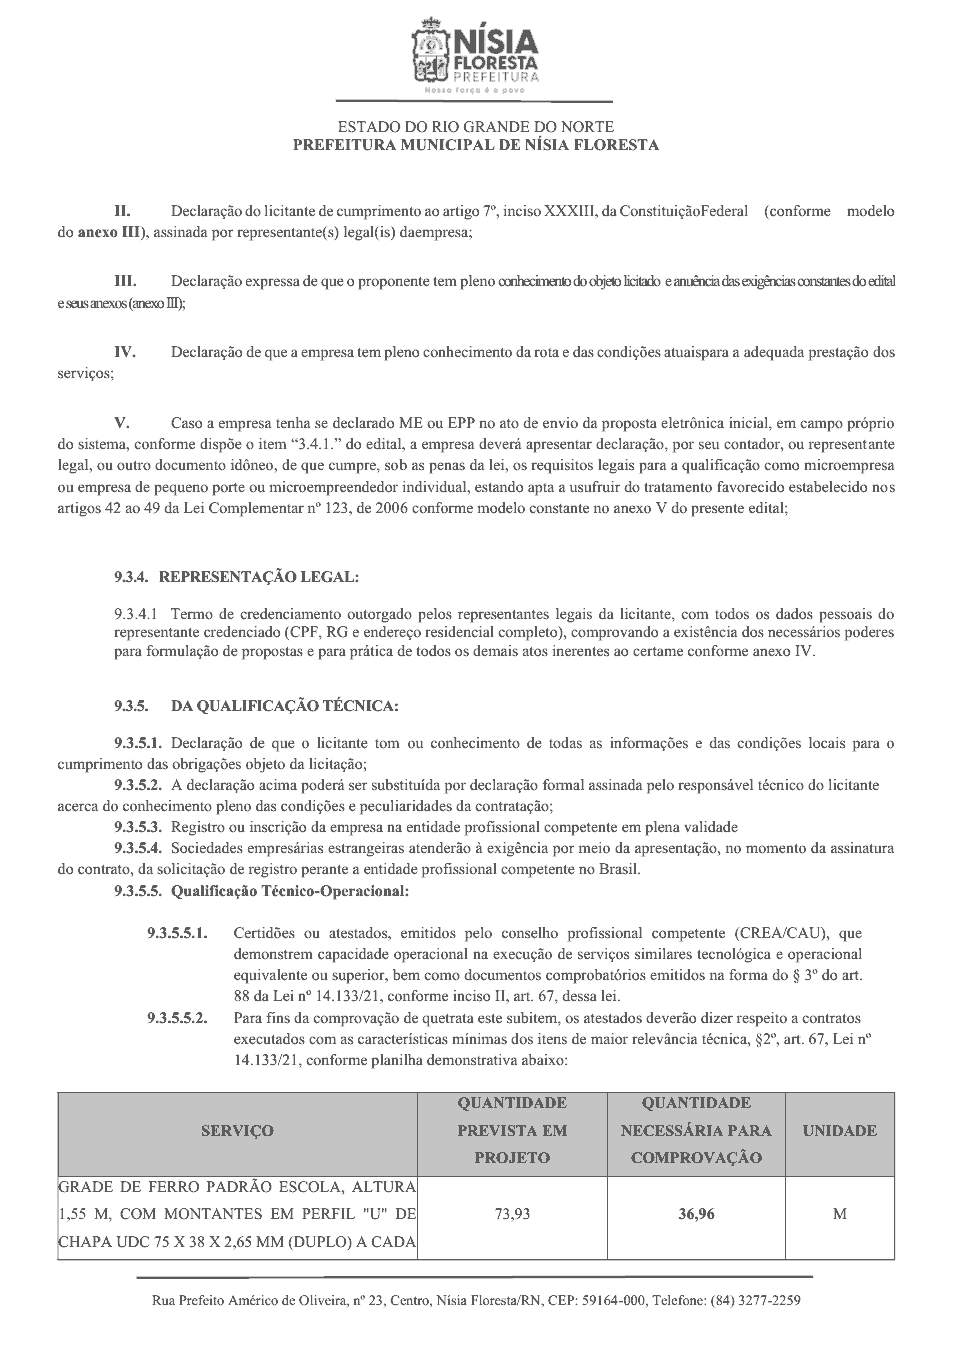 NÍSIA
FLORESTA
PREFEITURA
Nossa força é o povo
ESTADO DO RIO GRANDE DO NORTE
PREFEITURA MUNICIPAL DE NÍSIA FLORESTA
II. Declaração do licitante de cumprimento ao artigo 7º, inciso XXXIII, da ConstituiçãoFederal (conforme modelo
do anexo III), assinada por representante(s) legal(is) daempresa;
III. Declaração expressa de que o proponente tem pleno conhecimento do objeto licitado e anuência das exigências constantes do edital
e seus anexos (anexo III);
IV. Declaração de que a empresa tem pleno conhecimento da rota e das condições atuaispara a adequada prestação dos
serviços;
V. Caso a empresa tenha se declarado ME ou EPP no ato de envio da proposta eletrônica inicial, em campo próprio
do sistema, conforme dispõe o item “3.4.1.” do edital, a empresa deverá apresentar declaração, por seu contador, ou representante
legal, ou outro documento idôneo, de que cumpre, sob as penas da lei, os requisitos legais para a qualificação como microempresa
ou empresa de pequeno porte ou microempreendedor individual, estando apta a usufruir do tratamento favorecido estabelecido nos
artigos 42 ao 49 da Lei Complementar nº 123, de 2006 conforme modelo constante no anexo V do presente edital;
9.3.4. REPRESENTAÇÃO LEGAL:
9.3.4.1 Termo de credenciamento outorgado pelos representantes legais da licitante, com todos os dados pessoais do
representante credenciado (CPF, RG e endereço residencial completo), comprovando a existência dos necessários poderes
para formulação de propostas e para prática de todos os demais atos inerentes ao certame conforme anexo IV.
9.3.5. DA QUALIFICAÇÃO TÉCNICA:
9.3.5.1. Declaração de que o licitante tom ou conhecimento de todas as informações e das condições locais para o
cumprimento das obrigações objeto da licitação;
9.3.5.2. A declaração acima poderá ser substituída por declaração formal assinada pelo responsável técnico do licitante
acerca do conhecimento pleno das condições e peculiaridades da contratação;
9.3.5.3. Registro ou inscrição da empresa na entidade profissional competente em plena validade
9.3.5.4. Sociedades empresárias estrangeiras atenderão à exigência por meio da apresentação, no momento da assinatura
do contrato, da solicitação de registro perante a entidade profissional competente no Brasil.
9.3.5.5. Qualificação Técnico-Operacional:
9.3.5.5.1. Certidões ou atestados, emitidos pelo conselho profissional competente (CREA/CAU), que
demonstrem capacidade operacional na execução de serviços similares tecnológica e operacional
equivalente ou superior, bem como documentos comprobatórios emitidos na forma do § 3º do art.
88 da Lei nº 14.133/21, conforme inciso II, art. 67, dessa lei.
9.3.5.5.2. Para fins da comprovação de quetrata este subitem, os atestados deverão dizer respeito a contratos
executados com as características mínimas dos itens de maior relevância técnica, §2º, art. 67, Lei nº
14.133/21, conforme planilha demonstrativa abaixo:
SERVIÇO
QUANTIDADE
PREVISTA EM
PROJETO
QUANTIDADE
NECESSÁRIA PARA
COMPROVAÇÃO
UNIDADE
GRADE DE FERRO PADRÃO ESCOLA, ALTURA
1,55 M, COM MONTANTES EM PERFIL "U" DE
CHAPA UDC 75 X 38 X 2,65 MM (DUPLO) A CADA
73,93
36,96
M
Rua Prefeito Américo de Oliveira, nº 23, Centro, Nísia Floresta/RN, CEP: 59164-000, Telefone: (84) 3277-2259